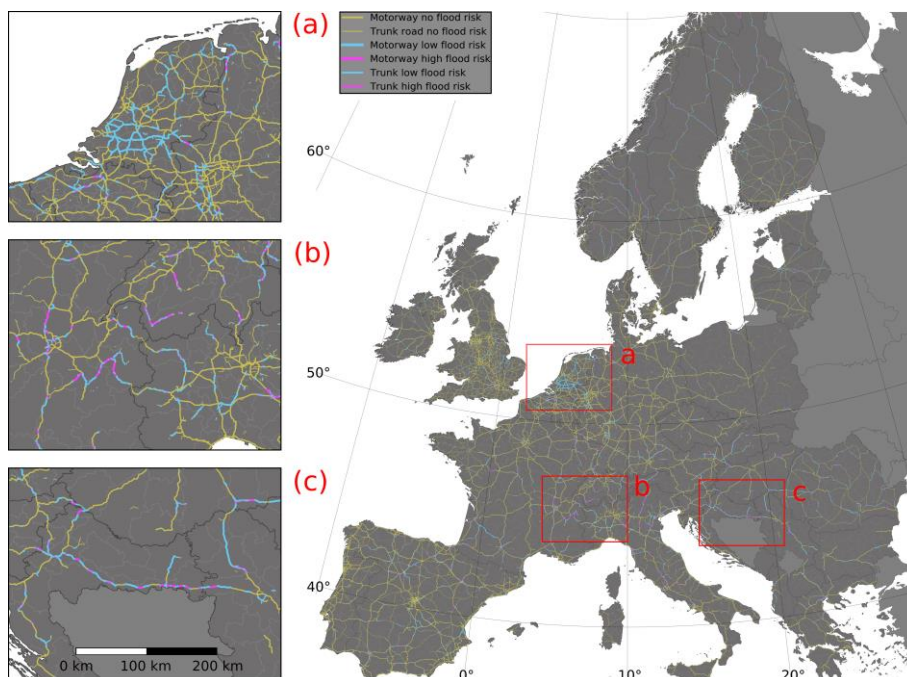 (a)
Motorway no flood risk
Trunk road no flood risk
Motorway low flood risk
Motorway high flood risk
Trunk low flood risk
Trunk high flood risk
60°
(b)
a
50°
(c)
b
c
40°
0 km 100 km 200 km
0°
10°
20°